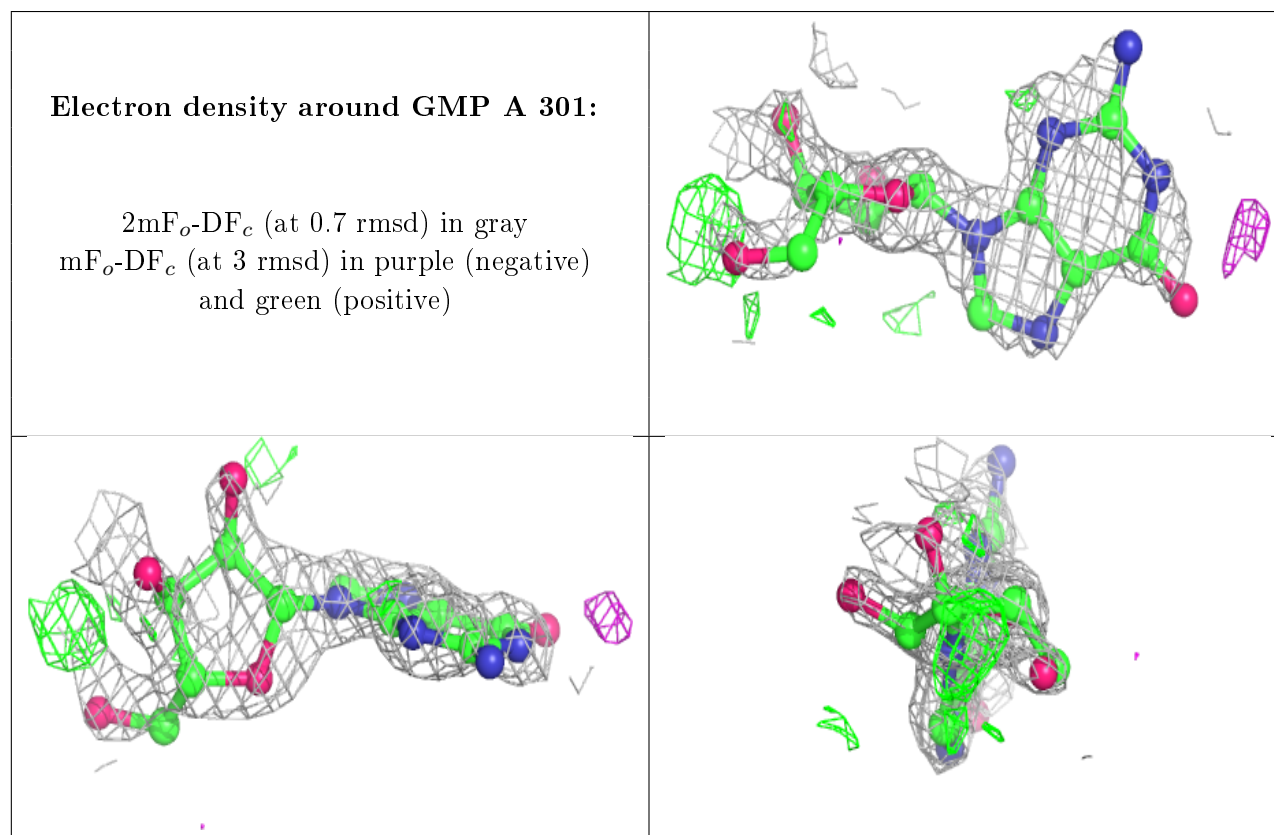 Electron density around GMP A 301:
2mFₒ-DF𝒸 (at 0.7 rmsd) in gray
mFₒ-DF𝒸 (at 3 rmsd) in purple (negative)
and green (positive)